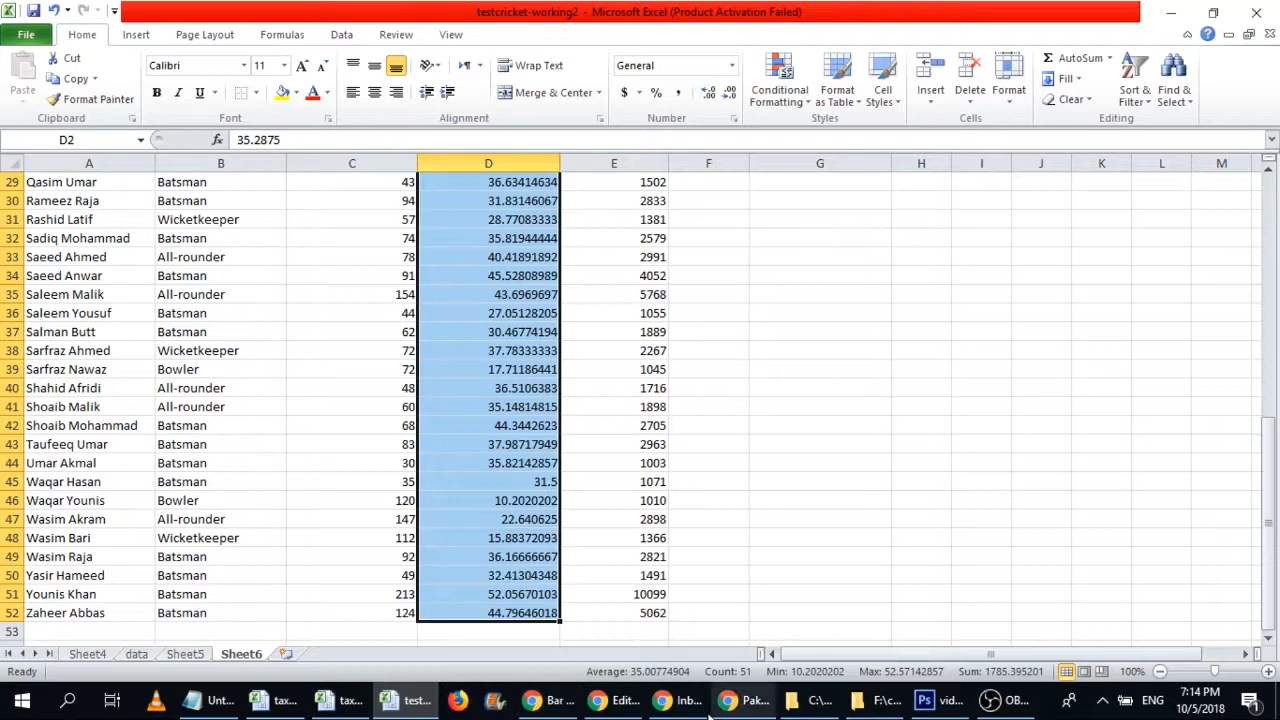 testcricket-working2 - Microsoft Excel (Product Activation Failed)
File Home Insert Page Layout Formulas Data Review View
Cut
Copy
Format Painter
Paste
Clipboard
Calibri 11
B I U
Font
Wrap Text
Merge & Center
Alignment
General
$ % ,
Number
Conditional Formatting
Format as Table
Cell Styles
Styles
Insert
Delete
Format
Cells
Σ AutoSum
Fill
Clear
Sort & Filter
Find & Select
Editing
D2 fx 35.2875
A B C D E F G H I J K L M
29 Qasim Umar Batsman 43 36.63414634 1502
30 Rameez Raja Batsman 94 31.83146067 2833
31 Rashid Latif Wicketkeeper 57 28.77083333 1381
32 Sadiq Mohammad Batsman 74 35.81944444 2579
33 Saeed Ahmed All-rounder 78 40.41891892 2991
34 Saeed Anwar Batsman 91 45.52808989 4052
35 Saleem Malik All-rounder 154 43.6969697 5768
36 Saleem Yousuf Batsman 44 27.05128205 1055
37 Salman Butt Batsman 62 30.46774194 1889
38 Sarfraz Ahmed Wicketkeeper 72 37.78333333 2267
39 Sarfraz Nawaz Bowler 72 17.71186441 1045
40 Shahid Afridi All-rounder 48 36.5106383 1716
41 Shoaib Malik All-rounder 60 35.14814815 1898
42 Shoaib Mohammad Batsman 68 44.3442623 2705
43 Taufeeq Umar Batsman 83 37.98717949 2963
44 Umar Akmal Batsman 30 35.82142857 1003
45 Waqar Hasan Batsman 35 31.5 1071
46 Waqar Younis Bowler 120 10.2020202 1010
47 Wasim Akram All-rounder 147 22.640625 2898
48 Wasim Bari Wicketkeeper 112 15.88372093 1366
49 Wasim Raja Batsman 92 36.16666667 2821
50 Yasir Hameed Batsman 49 32.41304348 1491
51 Younis Khan Batsman 213 52.05670103 10099
52 Zaheer Abbas Batsman 124 44.79646018 5062
53
Sheet4 data Sheet5 Sheet6
Ready Average: 35.00774904 Count: 51 Min: 10.2020202 Max: 52.57142857 Sum: 1785.395201 100%
Unt... tax... tax... test... Bar ... Edit... Inb... Pak... C:\... F:\c... Ps vid... OB... ENG 7:14 PM
10/5/2018